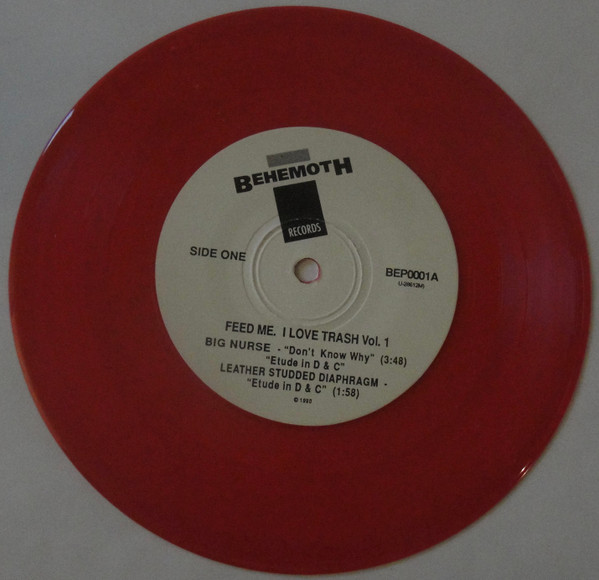 BEHEMOTH
RECORDS
SIDE ONE
BEP0001A
FEED ME. I LOVE TRASH Vol. 1
BIG NURSE - "Don't Know Why" (3:48)
"Etude in D & C"
LEATHER STUDDED DIAPHRAGM -
"Etude in D & C" (1:58)